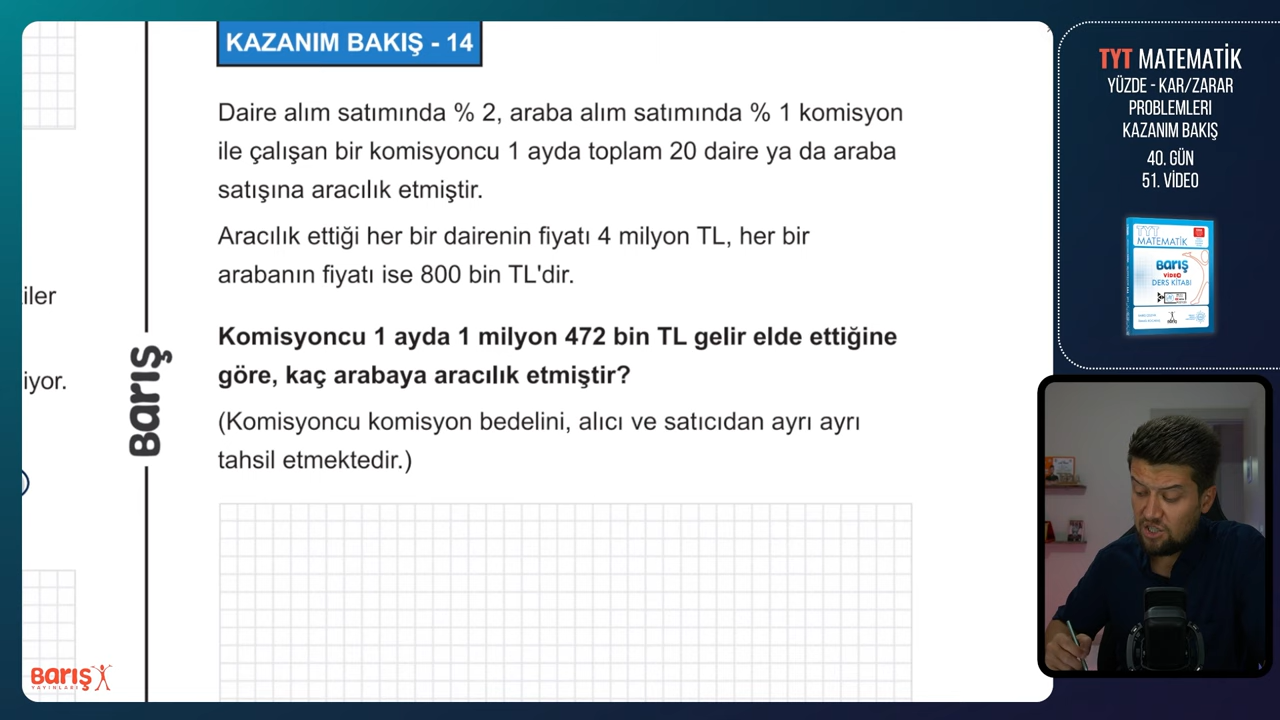 KAZANIM BAKIŞ - 14
Daire alım satımında % 2, araba alım satımında % 1 komisyon
ile çalışan bir komisyoncu 1 ayda toplam 20 daire ya da araba
satışına aracılık etmiştir.
Aracılık ettiği her bir dairenin fiyatı 4 milyon TL, her bir
arabanın fiyatı ise 800 bin TL'dir.
Komisyoncu 1 ayda 1 milyon 472 bin TL gelir elde ettiğine
göre, kaç arabaya aracılık etmiştir?
(Komisyoncu komisyon bedelini, alıcı ve satıcıdan ayrı ayrı
tahsil etmektedir.)
iler
iyor.
Barış
Barış
YAYINLARI
TYT MATEMATİK
YÜZDE - KAR/ZARAR
PROBLEMLERI
KAZANIM BAKIŞ
40. GÜN
51. VİDEO
TYT
MATEMATİK
Barış
VİDEO
DERS KİTABI